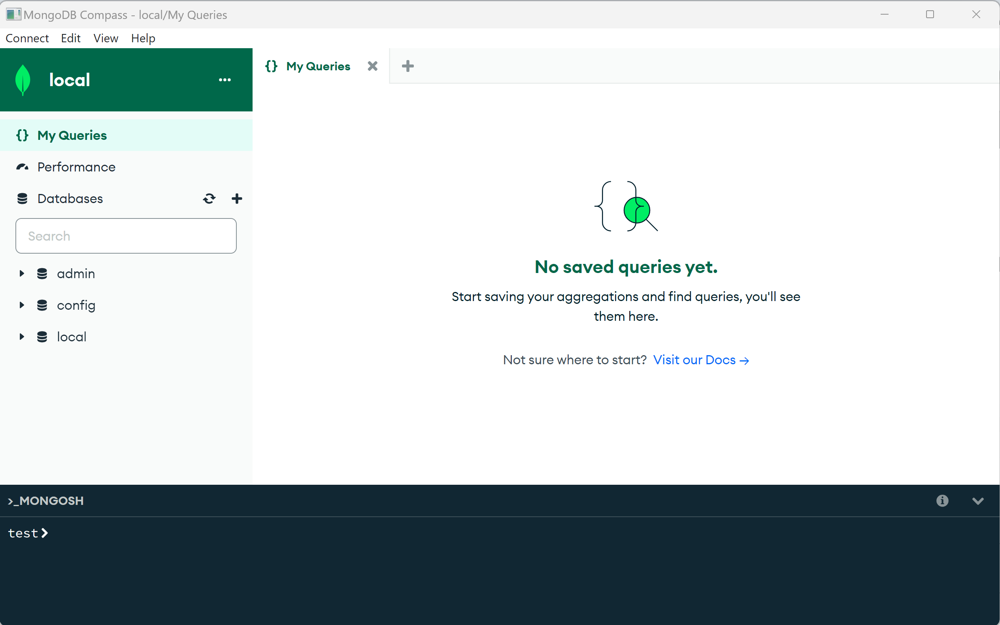 MongoDB Compass - local/My Queries
Connect Edit View Help
local
My Queries
My Queries
Performance
Databases
Search
admin
config
local
No saved queries yet.
Start saving your aggregations and find queries, you'll see
them here.
Not sure where to start? Visit our Docs →
>_MONGOSH
test>